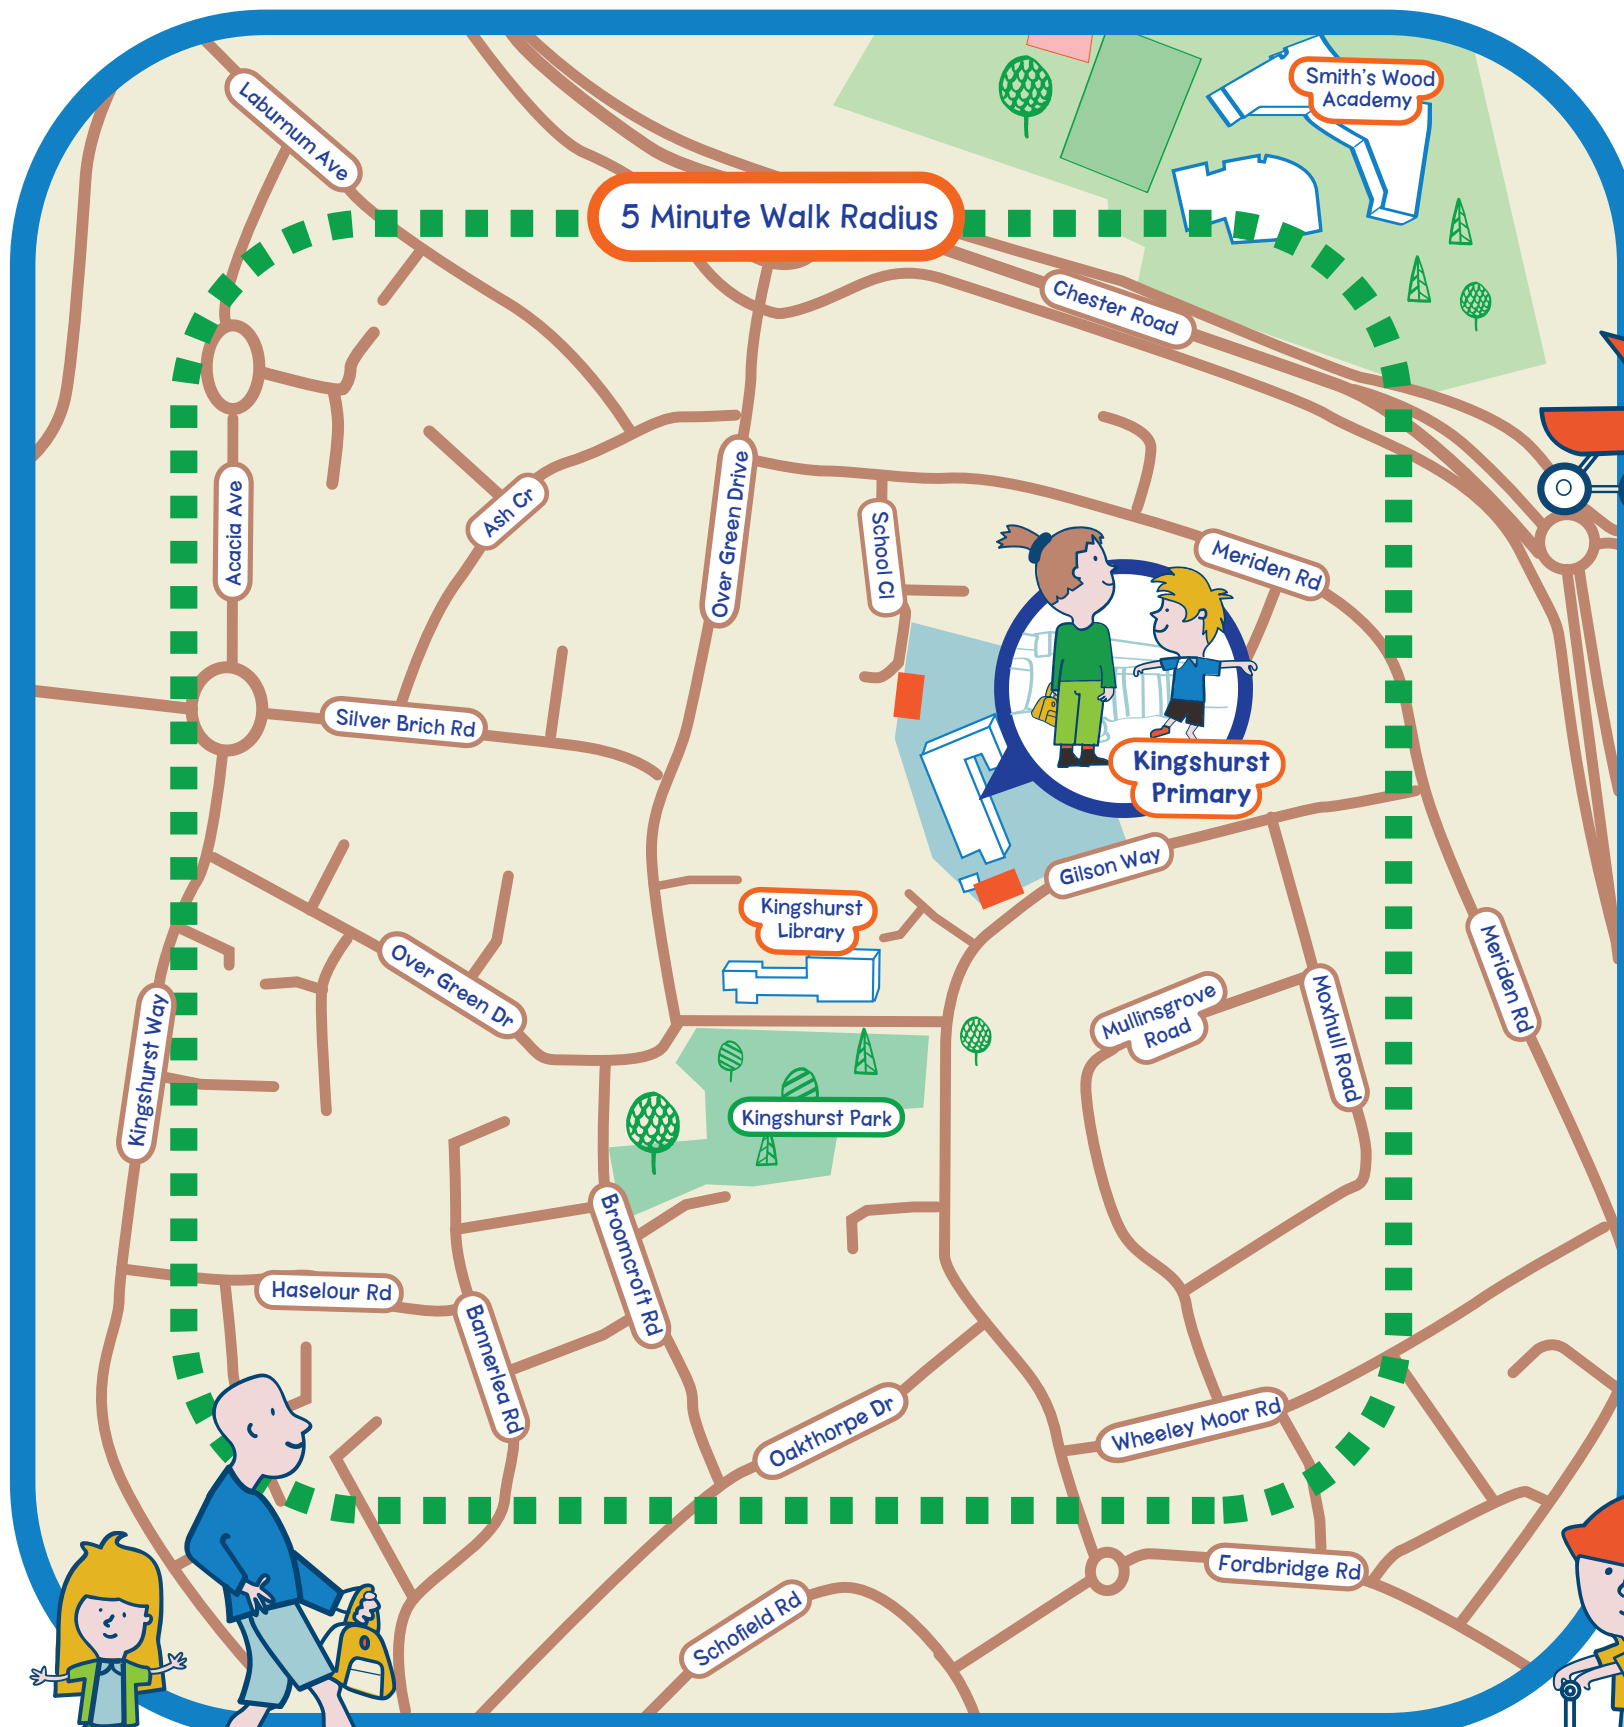 Smith's Wood
Academy
Laburnum Ave
5 Minute Walk Radius
Chester Road
Acacia Ave
Ash Cr
Over Green Drive
School Cl
Meriden Rd
Silver Brich Rd
Kingshurst
Primary
Gilson Way
Kingshurst
Library
Over Green Dr
Meriden Rd
Mullinsgrove
Road
Moxhull Road
Kingshurst Way
Kingshurst Park
Broomcroft Rd
Haselour Rd
Bannerlea Rd
Oakthorpe Dr
Wheeley Moor Rd
Fordbridge Rd
Schofield Rd